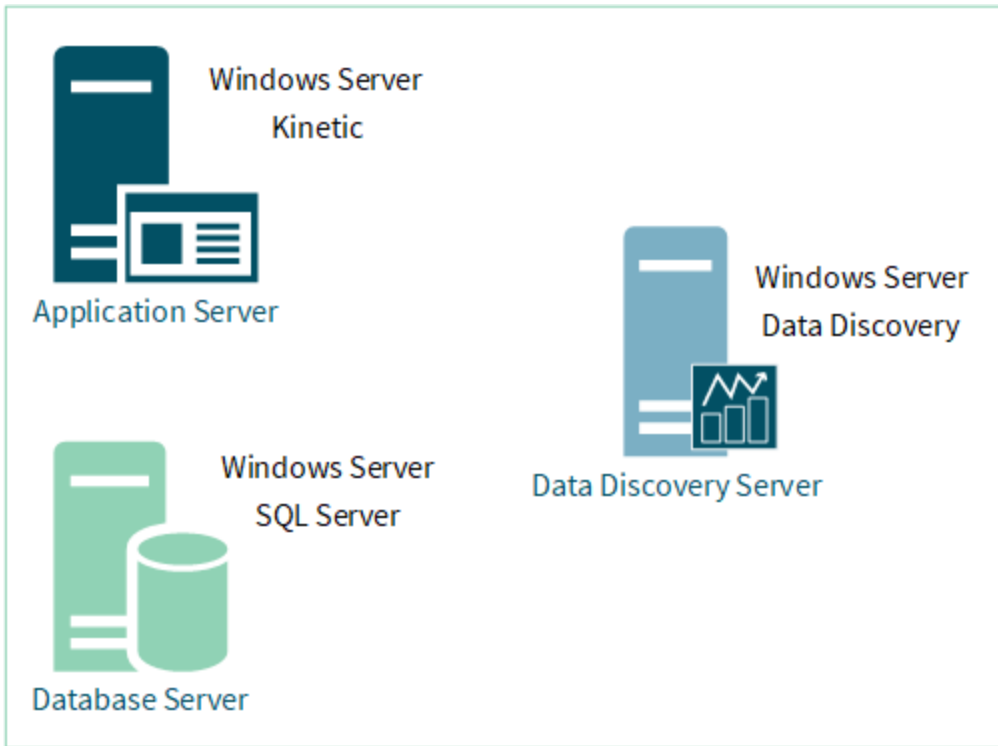 Windows Server
Kinetic
Application Server
Windows Server
Data Discovery
Data Discovery Server
Windows Server
SQL Server
Database Server